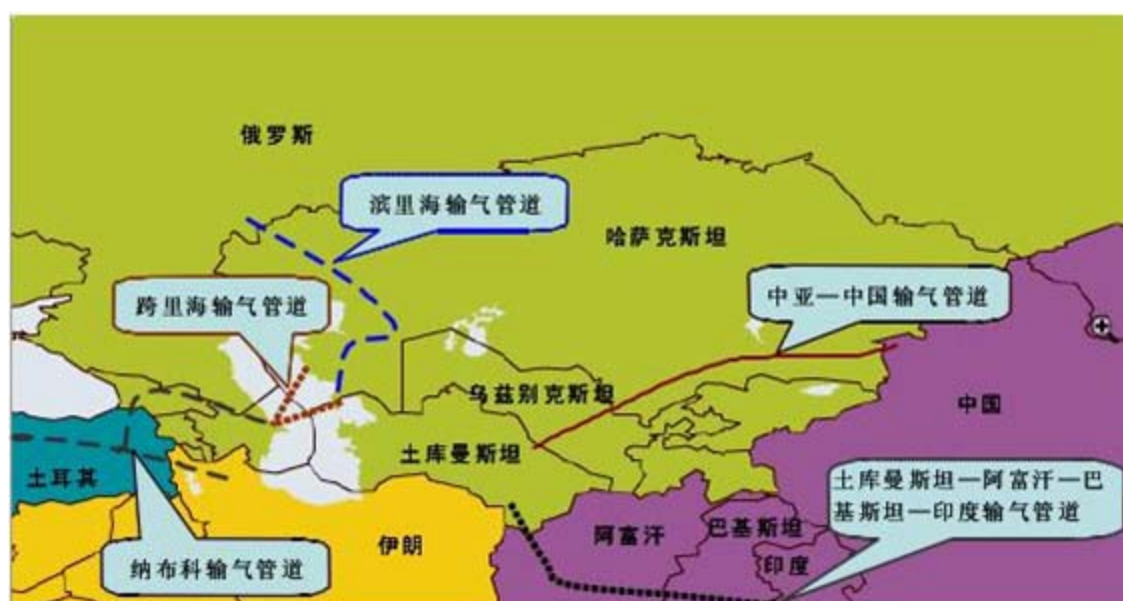 俄罗斯
滨里海输气管道
哈萨克斯坦
跨里海输气管道
中亚—中国输气管道
乌兹别克斯坦
中国
土库曼斯坦
土耳其
土库曼斯坦—阿富汗—巴
基斯坦—印度输气管道
阿富汗
巴基斯坦
伊朗
印度
纳布科输气管道